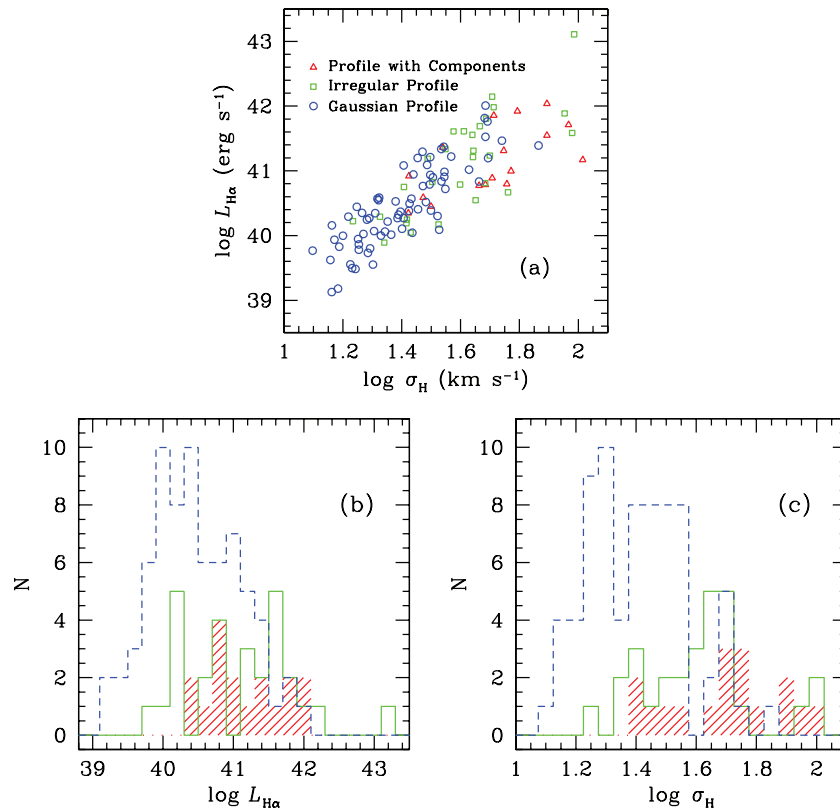 43
42
41
40
39
log L_Hα (erg s⁻¹)
Profile with Components
Irregular Profile
Gaussian Profile
(a)
1 1.2 1.4 1.6 1.8 2
log σ_H (km s⁻¹)
10
8
6
4
2
0
N
(b)
39 40 41 42 43
log L_Hα
10
8
6
4
2
0
N
(c)
1 1.2 1.4 1.6 1.8 2
log σ_H